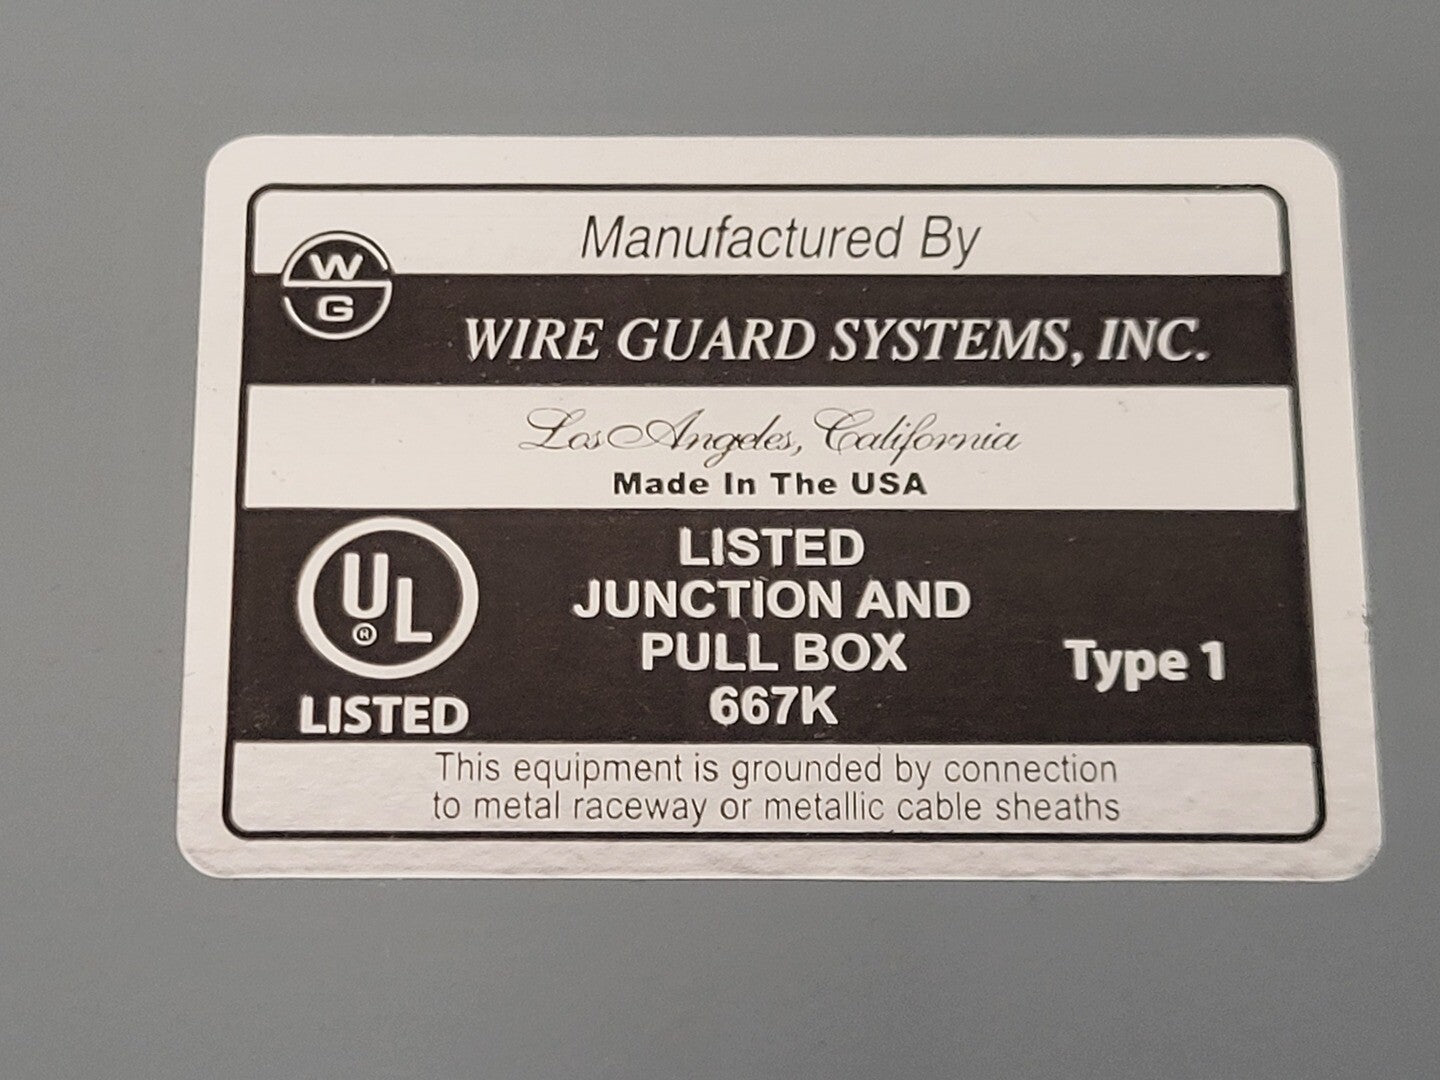 Manufactured By
W
G
WIRE GUARD SYSTEMS, INC.
Los Angeles, California
Made In The USA
UL
®
LISTED
LISTED
JUNCTION AND
PULL BOX
667K
Type 1
This equipment is grounded by connection
to metal raceway or metallic cable sheaths